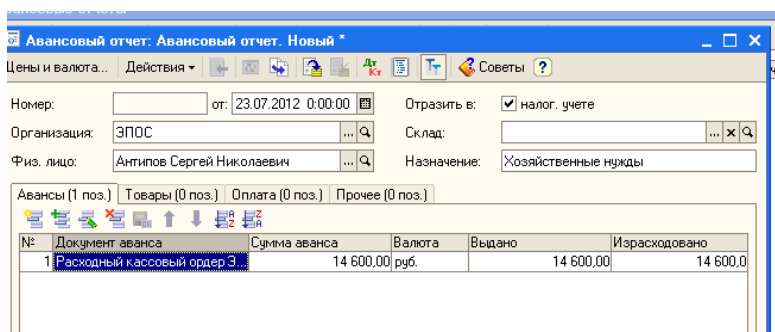 Авансовый отчет: Авансовый отчет. Новый *
Цены и валюта... Действия Дт Кт Тт Советы ?
Номер: от: 23.07.2012 0:00:00 Отразить в: налог. учете
Организация: ЭПОС ... Склад: ... x
Физ. лицо: Антипов Сергей Николаевич ... Назначение: Хозяйственные нужды
Авансы (1 поз.) Товары (0 поз.) Оплата (0 поз.) Прочее (0 поз.)
№ Документ аванса Сумма аванса Валюта Выдано Израсходовано
1 Расходный кассовый ордер Э... 14 600,00 руб. 14 600,00 14 600,0